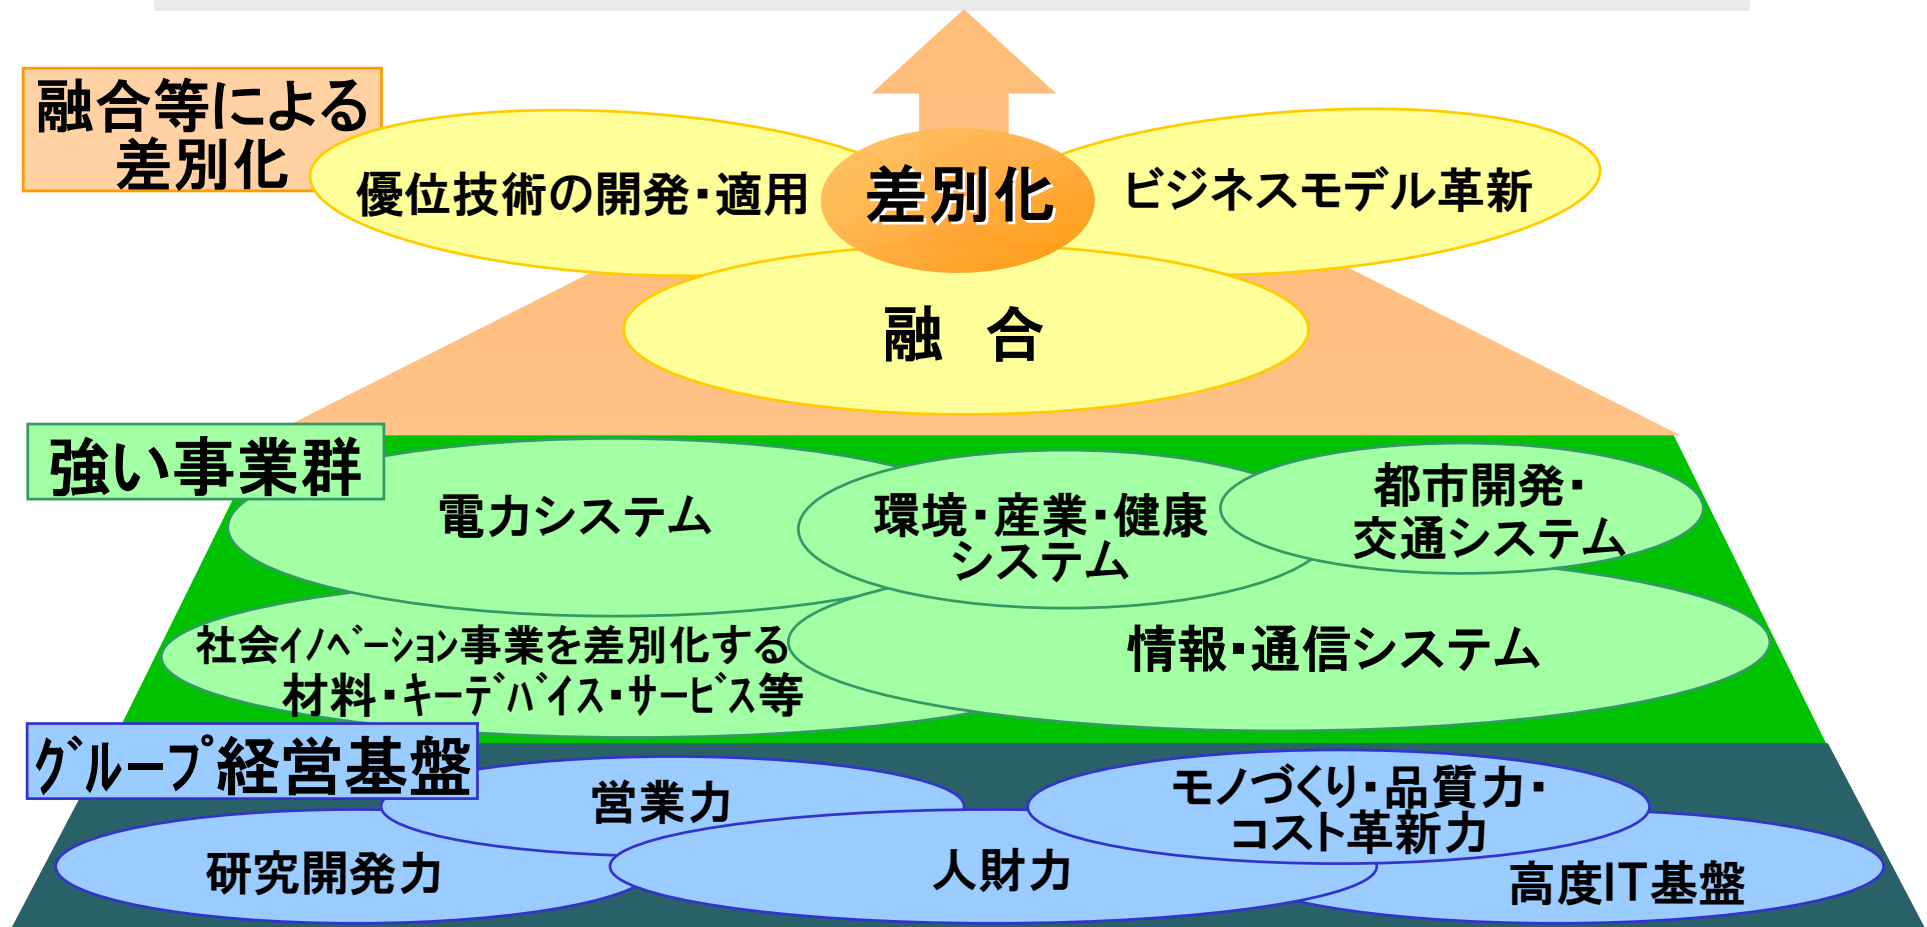 融合等による
差別化
優位技術の開発・適用
差別化
ビジネスモデル革新
融　合
強い事業群
電力システム
環境・産業・健康
システム
都市開発・
交通システム
社会ｲﾉﾍﾞｰｼｮﾝ事業を差別化する
材料・キーデバイス・サービス等
情報・通信システム
グループ経営基盤
営業力
モノづくり・品質力・
コスト革新力
研究開発力
人財力
高度IT基盤